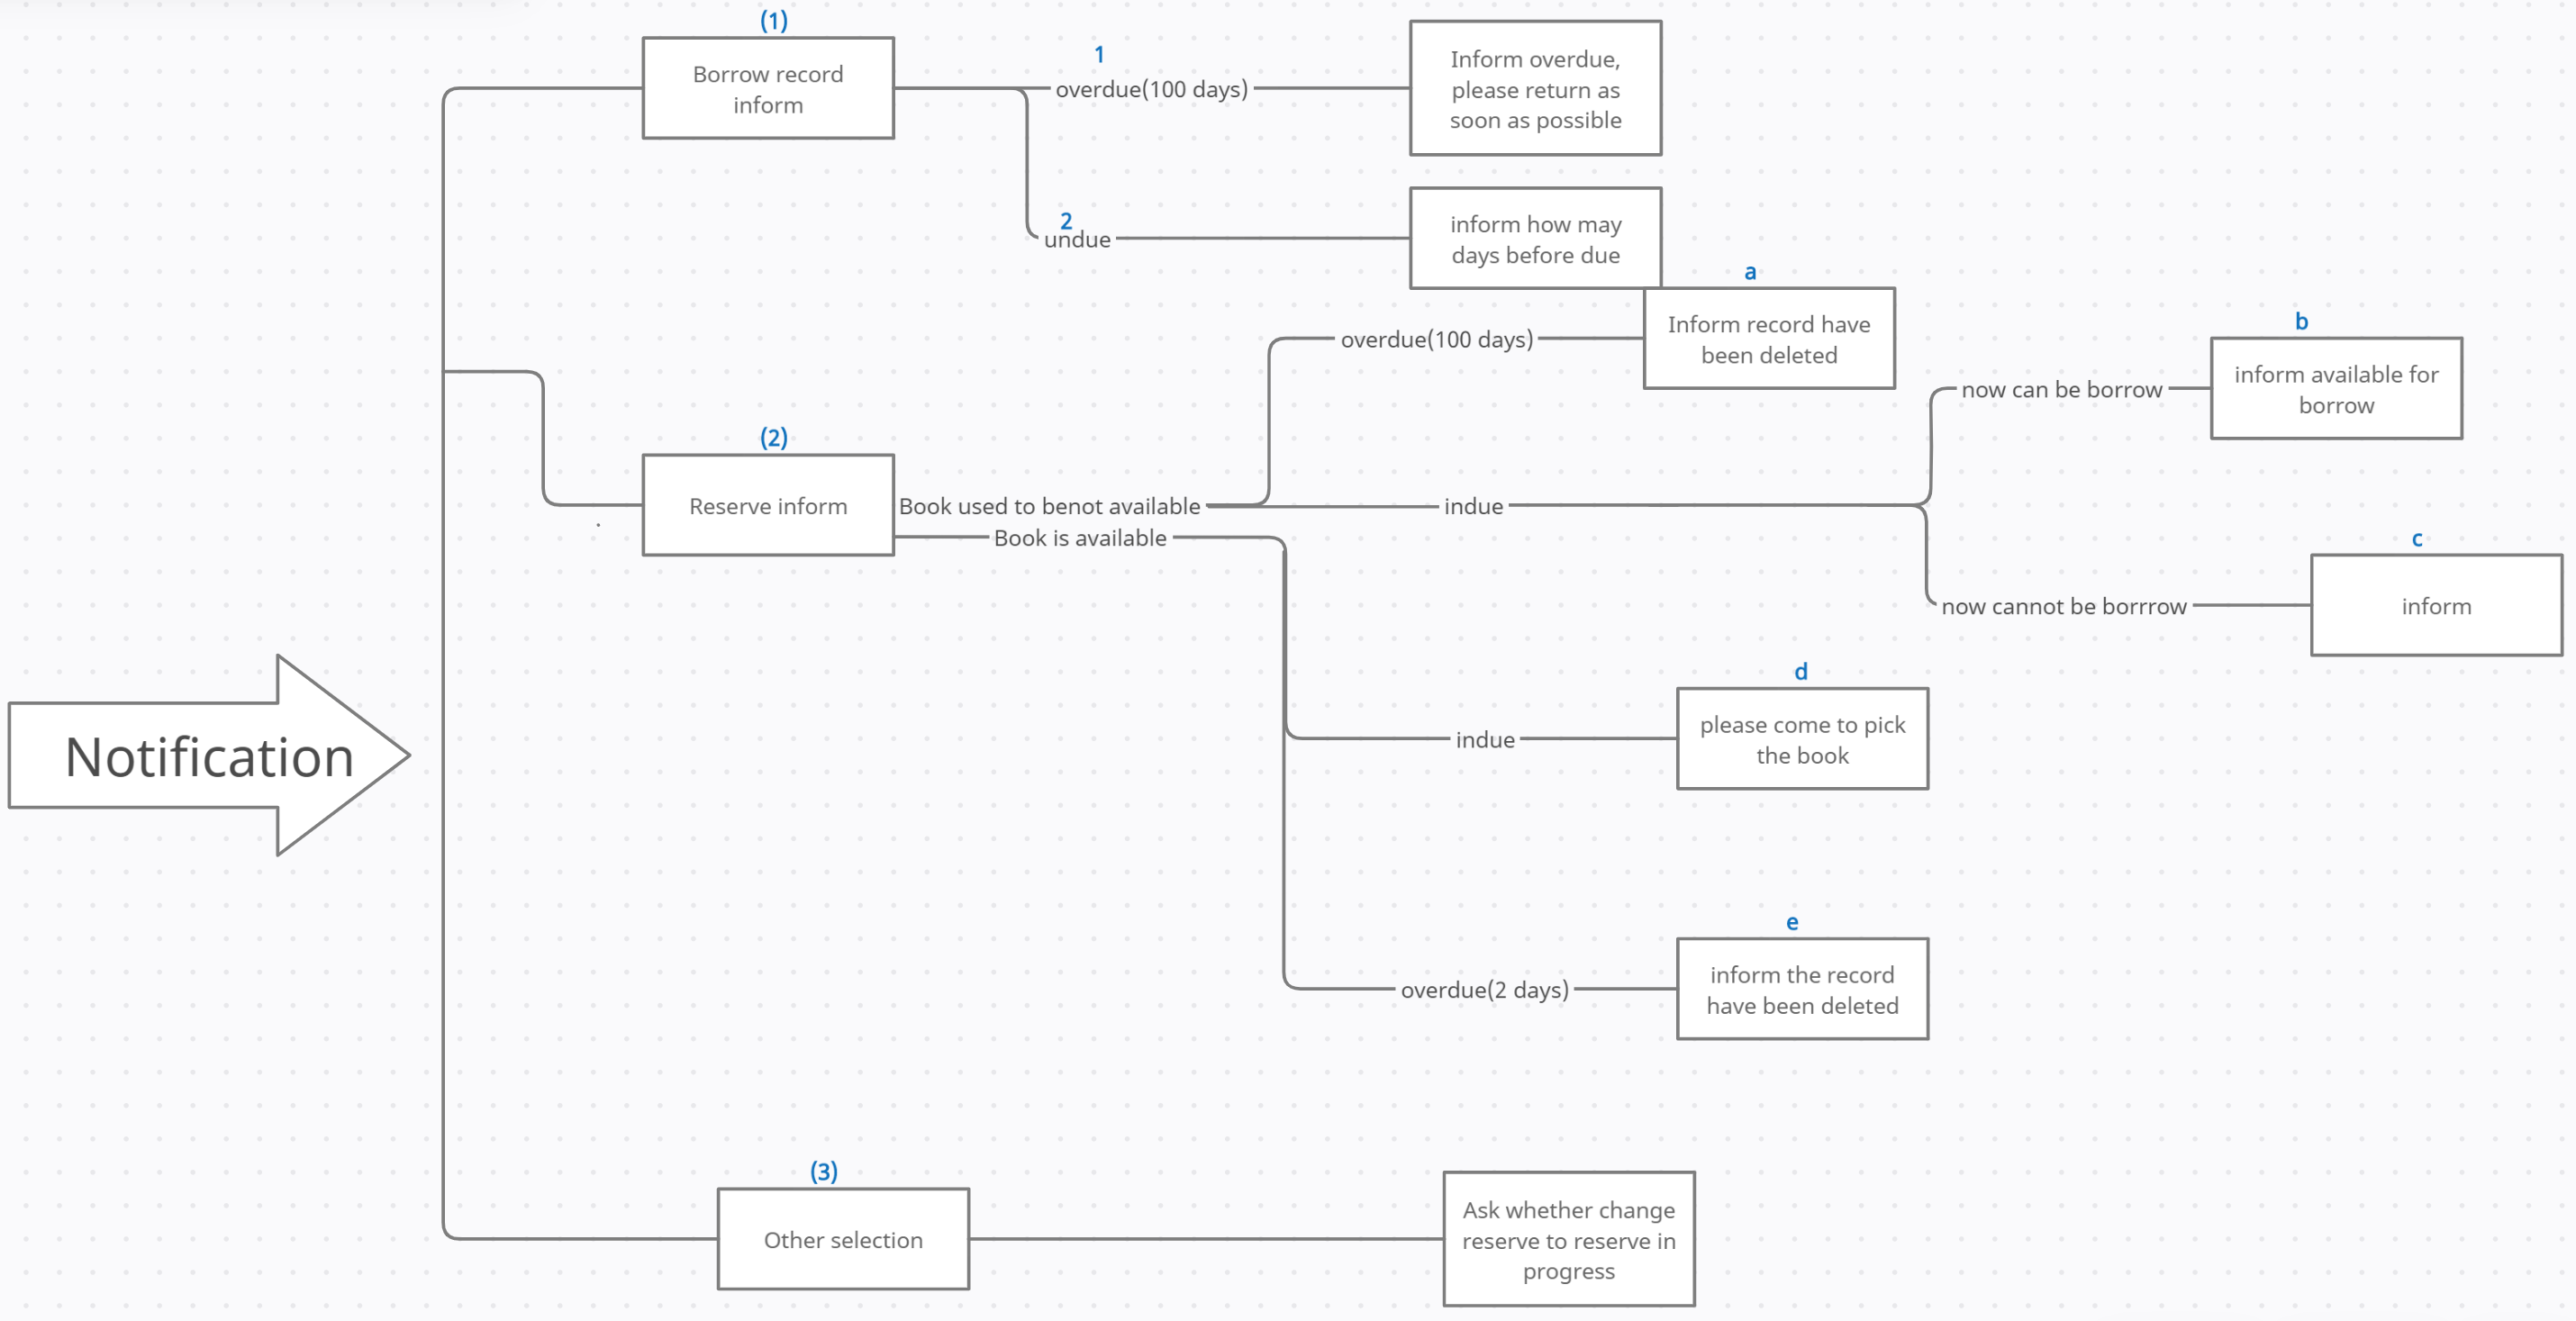 (1)
Borrow record
inform
1
overdue(100 days)
Inform overdue,
please return as
soon as possible
2
undue
inform how may
days before due
a
overdue(100 days)
Inform record have
been deleted
b
now can be borrow
inform available for
borrow
(2)
Reserve inform
Book used to benot available
indue
Book is available
c
now cannot be borrrow
inform
d
indue
please come to pick
the book
Notification
e
overdue(2 days)
inform the record
have been deleted
(3)
Other selection
Ask whether change
reserve to reserve in
progress